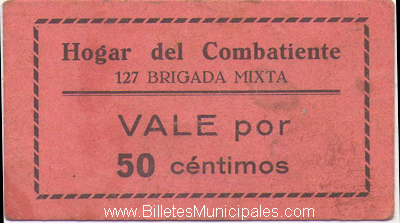 Hogar del Combatiente
127 BRIGADA MIXTA
VALE por
50 céntimos
www.BilletesMunicipales.com